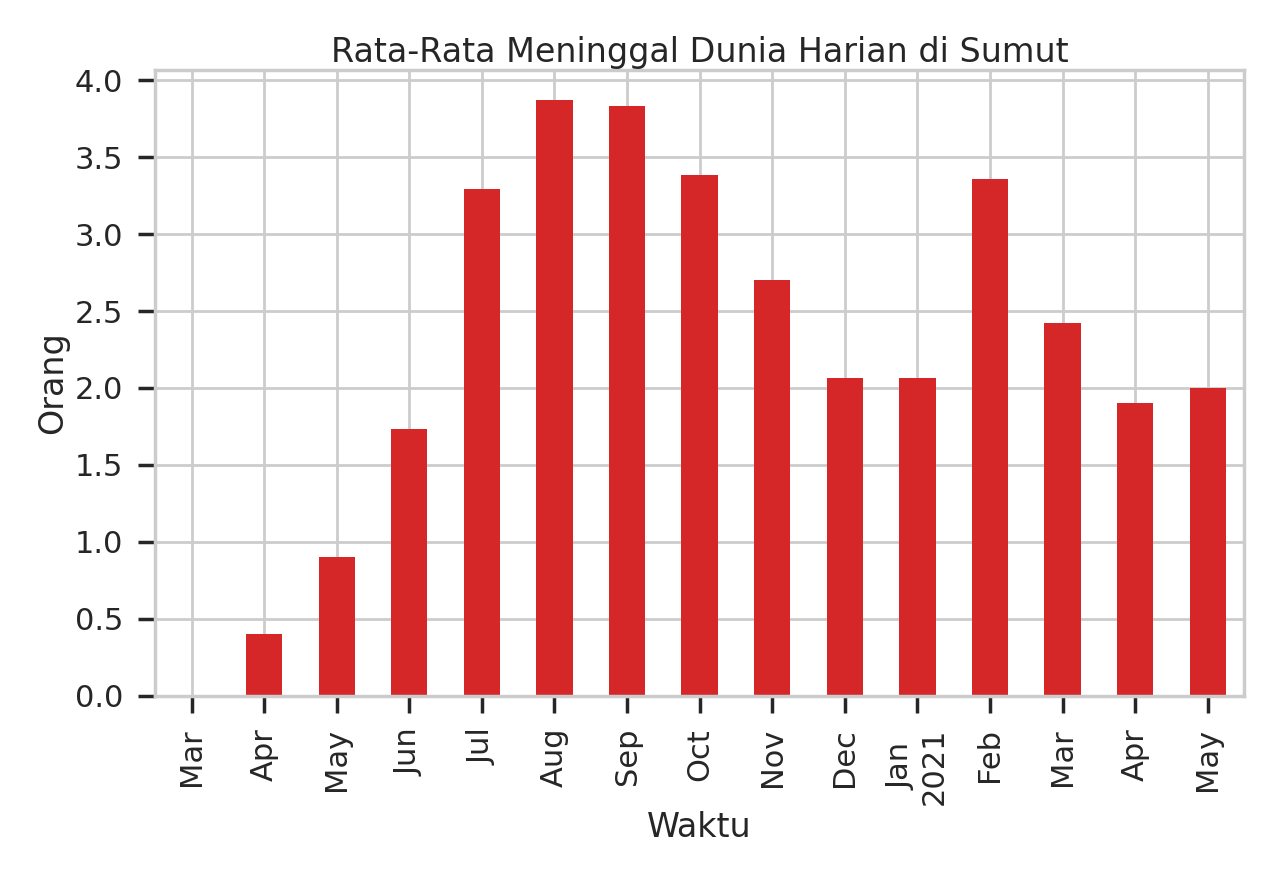 Rata-Rata Meninggal Dunia Harian di Sumut
4.0
3.5
3.0
2.5
2.0
1.5
1.0
0.5
0.0
Orang
Mar
Apr
May
Jun
Jul
Aug
Sep
Oct
Nov
Dec
Jan
2021
Feb
Mar
Apr
May
Waktu